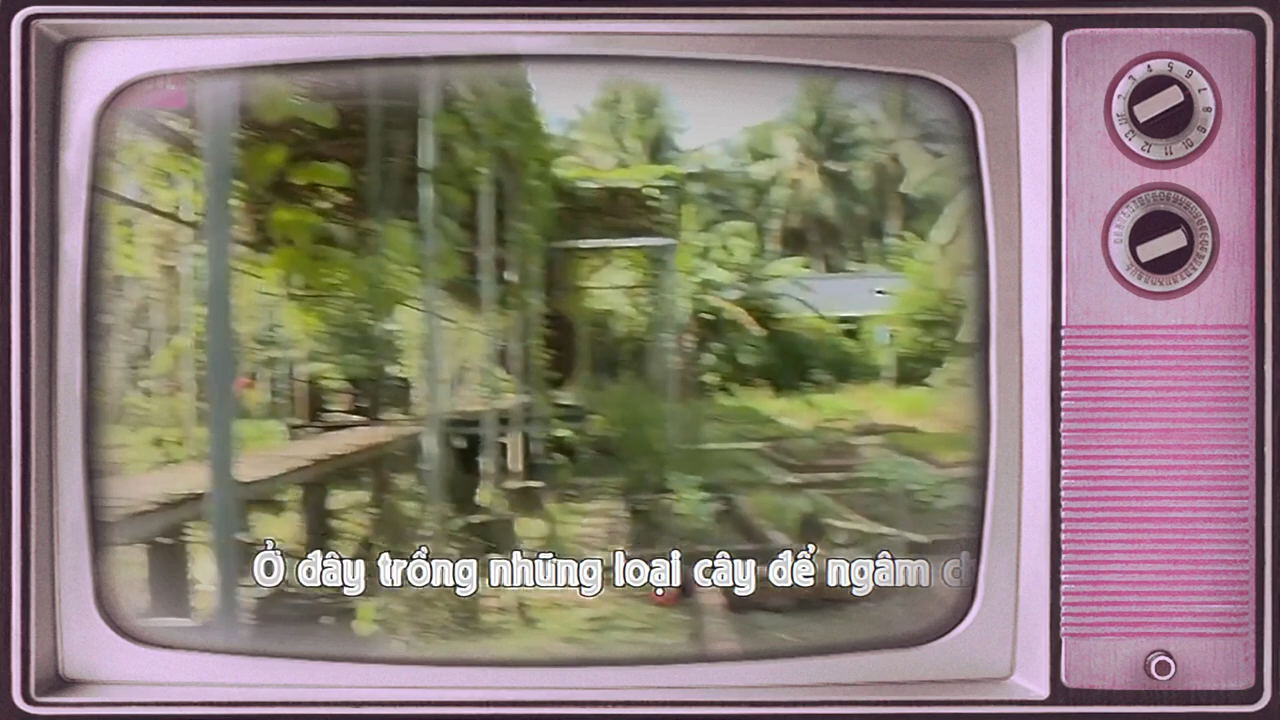 Ở đây trồng những loại cây để ngâm